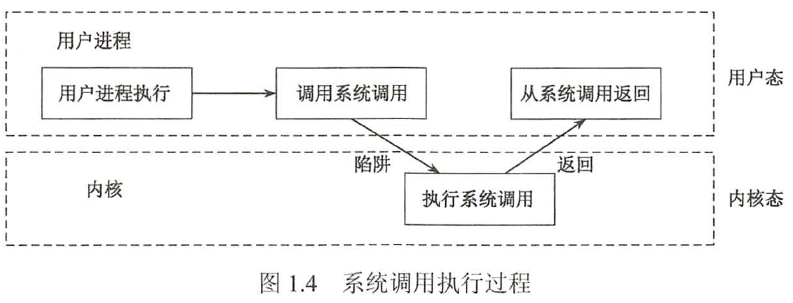 用户进程
用户进程执行
调用系统调用
从系统调用返回
用户态
陷阱
返回
内核
执行系统调用
内核态
图 1.4 系统调用执行过程